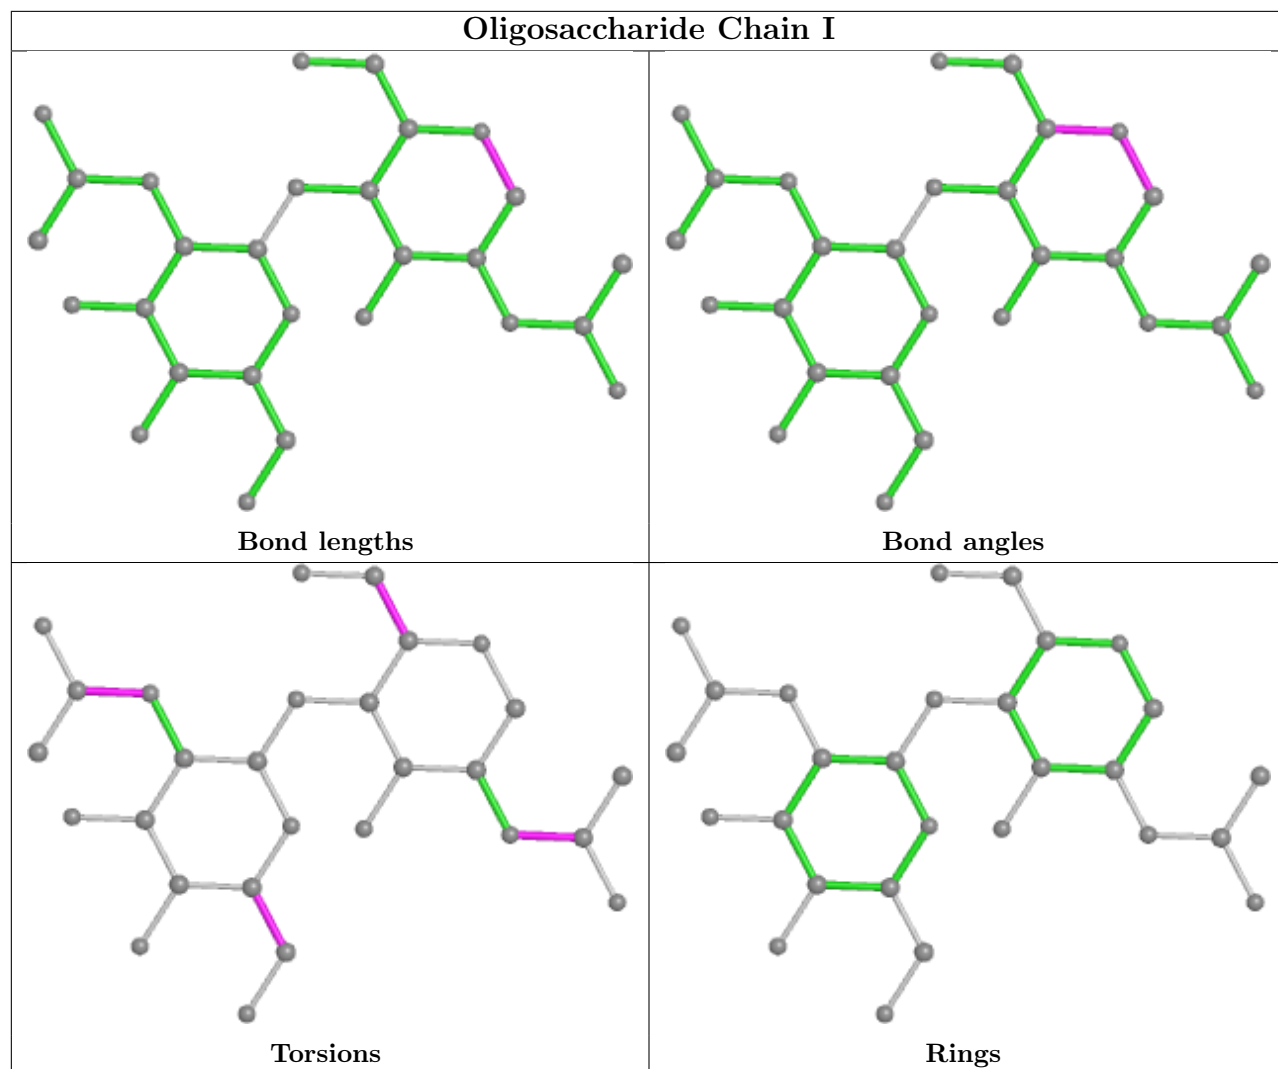 Oligosaccharide Chain I
Bond lengths
Bond angles
Torsions
Rings